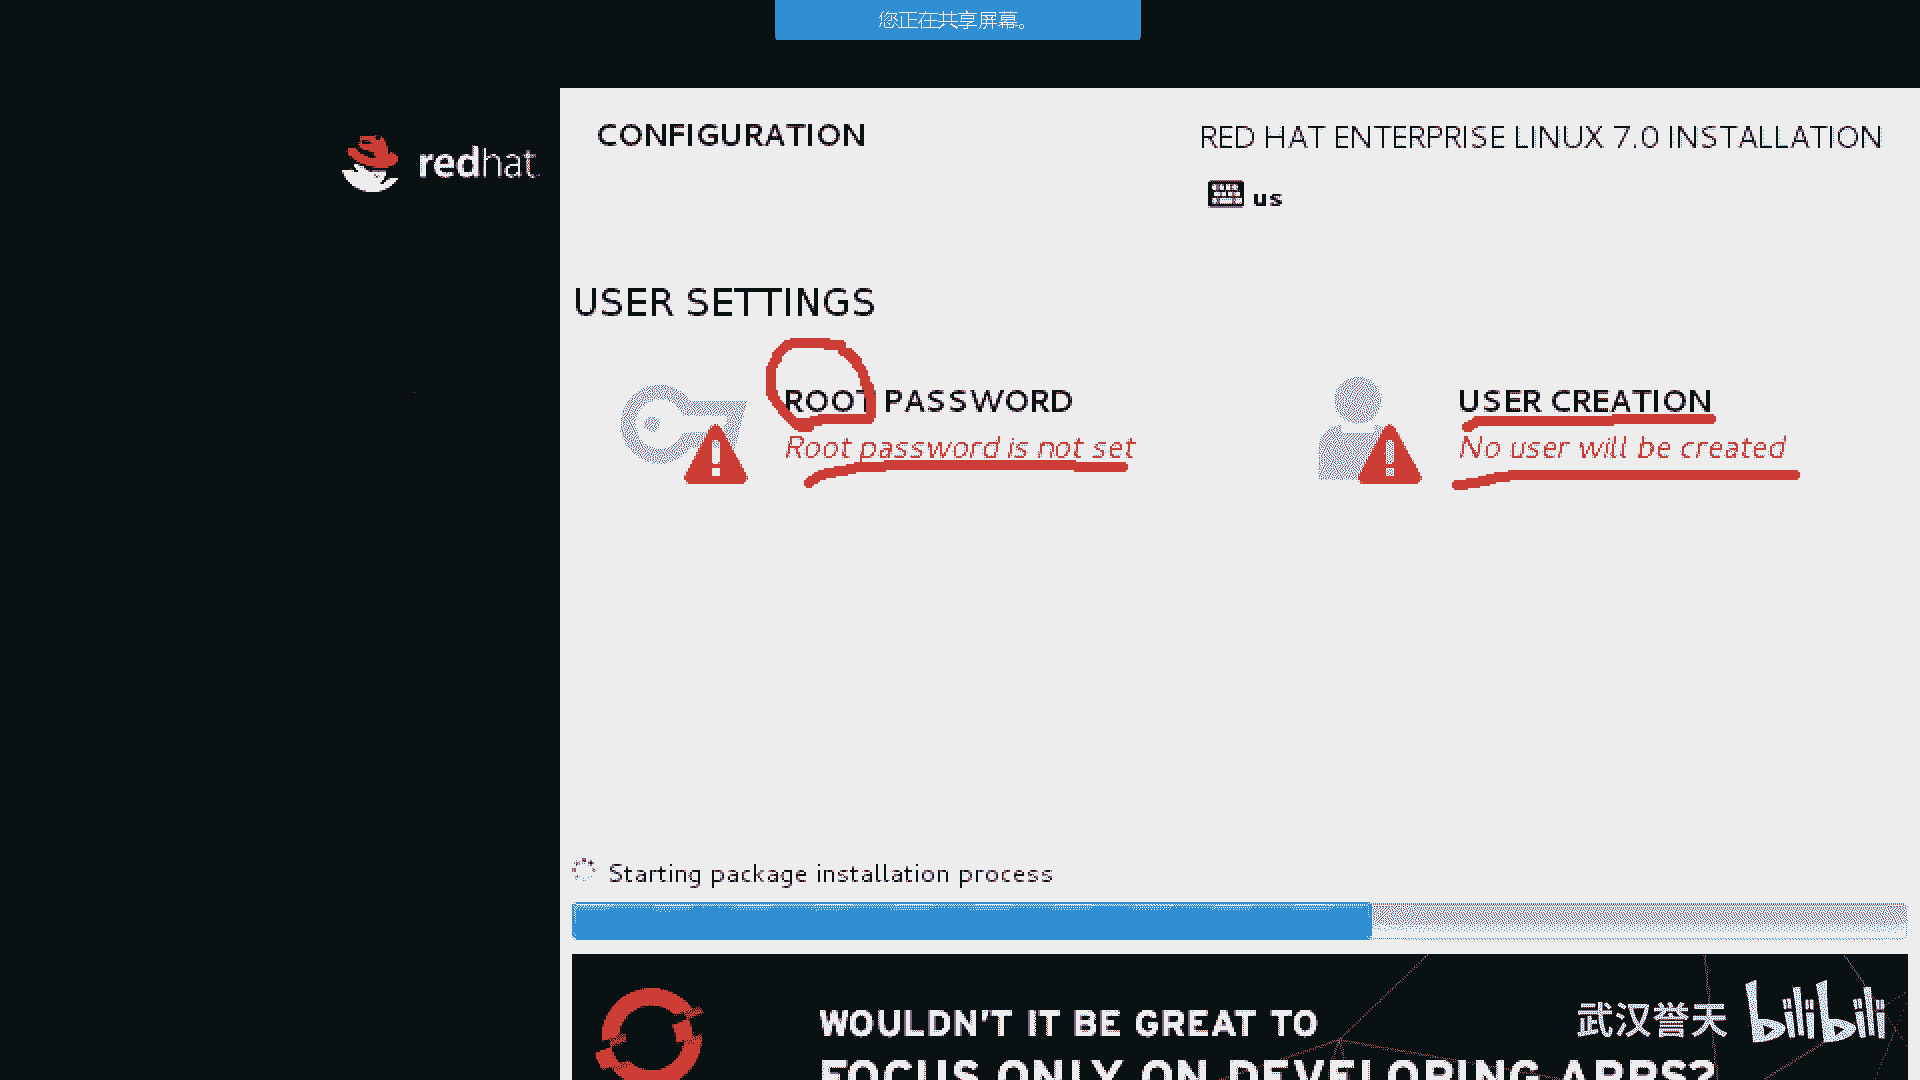 您正在共享屏幕。
redhat.
CONFIGURATION
RED HAT ENTERPRISE LINUX 7.0 INSTALLATION
us
USER SETTINGS
ROOT PASSWORD
Root password is not set
USER CREATION
No user will be created
Starting package installation process
WOULDN'T IT BE GREAT TO
FOCUS ONLY ON DEVELOPING APPS?
武汉誉天 bilibili